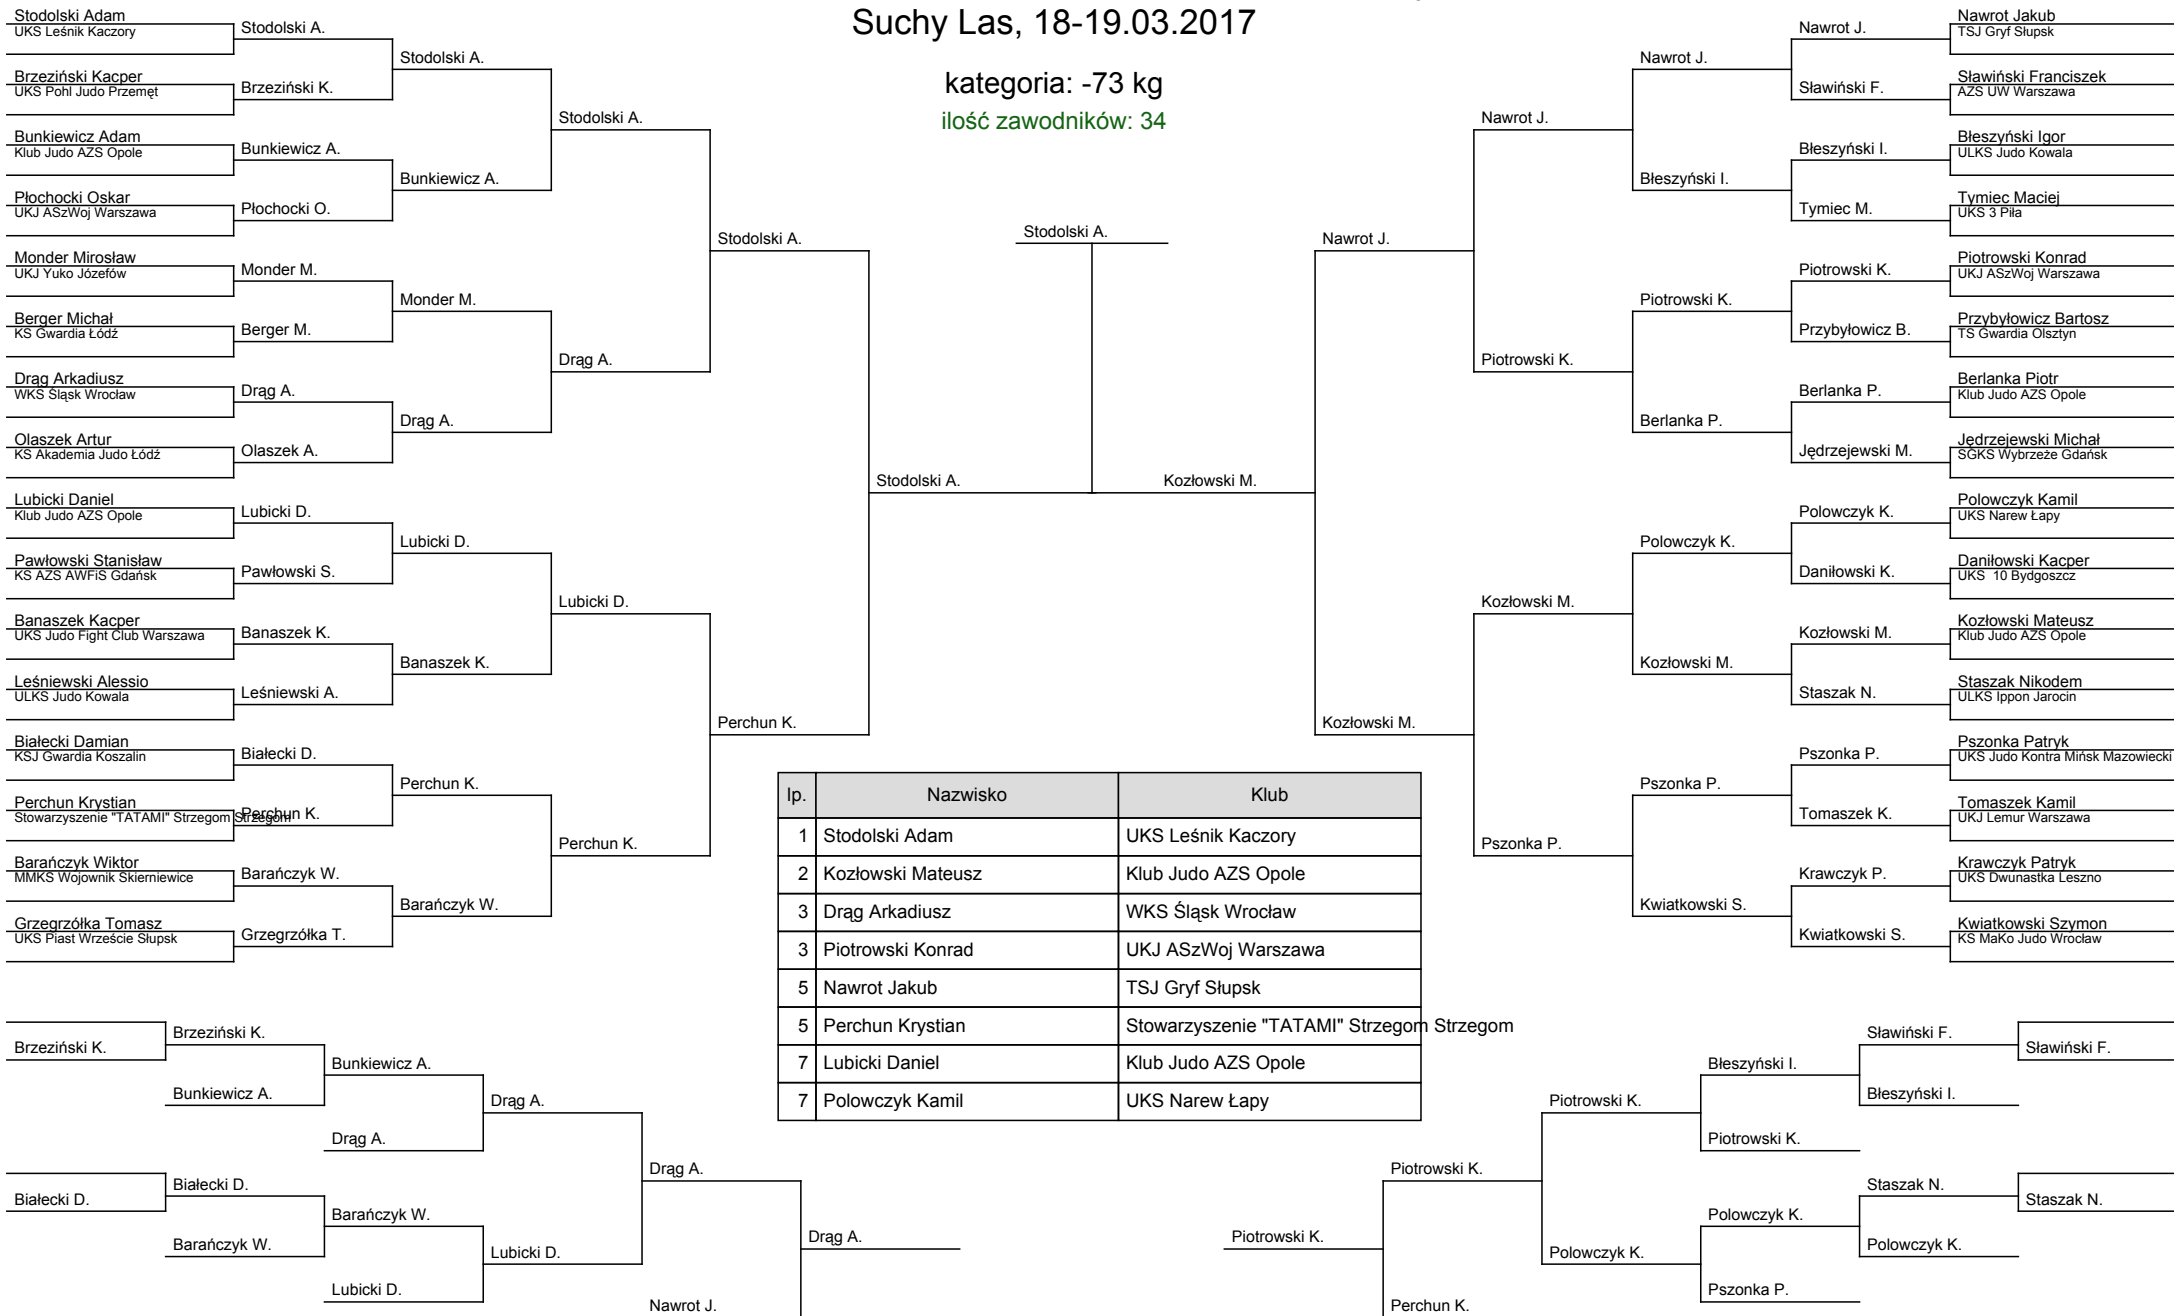 Suchy Las, 18-19.03.2017
kategoria: -73 kg
ilość zawodników: 34
Stodolski Adam
UKS Leśnik Kaczory
Brzeziński Kacper
UKS Pohl Judo Przemęt
Bunkiewicz Adam
Klub Judo AZS Opole
Płochocki Oskar
UKJ ASzWoj Warszawa
Monder Mirosław
UKJ Yuko Józefów
Berger Michał
KS Gwardia Łódź
Drąg Arkadiusz
WKS Śląsk Wrocław
Olaszek Artur
KS Akademia Judo Łódź
Lubicki Daniel
Klub Judo AZS Opole
Pawłowski Stanisław
KS AZS AWFiS Gdańsk
Banaszek Kacper
UKS Judo Fight Club Warszawa
Leśniewski Alessio
ULKS Judo Kowala
Białecki Damian
KSJ Gwardia Koszalin
Perchun Krystian
Stowarzyszenie "TATAMI" Strzegom Strzegom
Barańczyk Wiktor
MMKS Wojownik Skierniewice
Grzegrzółka Tomasz
UKS Piast Wrzeście Słupsk
Stodolski A.
Brzeziński K.
Bunkiewicz A.
Płochocki O.
Monder M.
Berger M.
Drąg A.
Olaszek A.
Lubicki D.
Pawłowski S.
Banaszek K.
Leśniewski A.
Białecki D.
Perchun K.
Barańczyk W.
Grzegrzółka T.
Stodolski A.
Bunkiewicz A.
Monder M.
Drąg A.
Lubicki D.
Banaszek K.
Perchun K.
Barańczyk W.
Stodolski A.
Drąg A.
Lubicki D.
Perchun K.
Stodolski A.
Perchun K.
Stodolski A.
Stodolski A.
Kozłowski M.
Nawrot J.
Kozłowski M.
Nawrot J.
Piotrowski K.
Kozłowski M.
Pszonka P.
Nawrot J.
Błeszyński I.
Piotrowski K.
Berlanka P.
Polowczyk K.
Kozłowski M.
Pszonka P.
Kwiatkowski S.
Nawrot J.
Sławiński F.
Błeszyński I.
Tymiec M.
Piotrowski K.
Przybyłowicz B.
Berlanka P.
Jędrzejewski M.
Polowczyk K.
Daniłowski K.
Kozłowski M.
Staszak N.
Pszonka P.
Tomaszek K.
Krawczyk P.
Kwiatkowski S.
Nawrot Jakub
TSJ Gryf Słupsk
Sławiński Franciszek
AZS UW Warszawa
Błeszyński Igor
ULKS Judo Kowala
Tymiec Maciej
UKS 3 Piła
Piotrowski Konrad
UKJ ASzWoj Warszawa
Przybyłowicz Bartosz
TS Gwardia Olsztyn
Berlanka Piotr
Klub Judo AZS Opole
Jędrzejewski Michał
SGKS Wybrzeże Gdańsk
Polowczyk Kamil
UKS Narew Łapy
Daniłowski Kacper
UKS  10 Bydgoszcz
Kozłowski Mateusz
Klub Judo AZS Opole
Staszak Nikodem
ULKS Ippon Jarocin
Pszonka Patryk
UKS Judo Kontra Mińsk Mazowiecki
Tomaszek Kamil
UKJ Lemur Warszawa
Krawczyk Patryk
UKS Dwunastka Leszno
Kwiatkowski Szymon
KS MaKo Judo Wrocław
lp. Nazwisko Klub
1 Stodolski Adam UKS Leśnik Kaczory
2 Kozłowski Mateusz Klub Judo AZS Opole
3 Drąg Arkadiusz WKS Śląsk Wrocław
3 Piotrowski Konrad UKJ ASzWoj Warszawa
5 Nawrot Jakub TSJ Gryf Słupsk
5 Perchun Krystian Stowarzyszenie "TATAMI" Strzegom Strzegom
7 Lubicki Daniel Klub Judo AZS Opole
7 Polowczyk Kamil UKS Narew Łapy
Brzeziński K.
Białecki D.
Brzeziński K.
Bunkiewicz A.
Białecki D.
Barańczyk W.
Bunkiewicz A.
Drąg A.
Barańczyk W.
Lubicki D.
Drąg A.
Lubicki D.
Drąg A.
Nawrot J.
Drąg A.
Piotrowski K.
Piotrowski K.
Perchun K.
Piotrowski K.
Polowczyk K.
Błeszyński I.
Piotrowski K.
Polowczyk K.
Pszonka P.
Sławiński F.
Błeszyński I.
Staszak N.
Polowczyk K.
Sławiński F.
Staszak N.